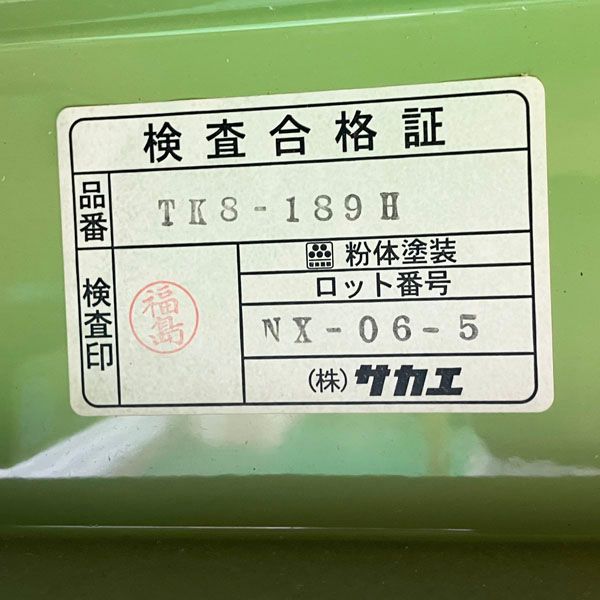 検査合格証
品番
TK8-189H
検査印
福島
粉体塗装
ロット番号
NX-06-5
(株)サカエ